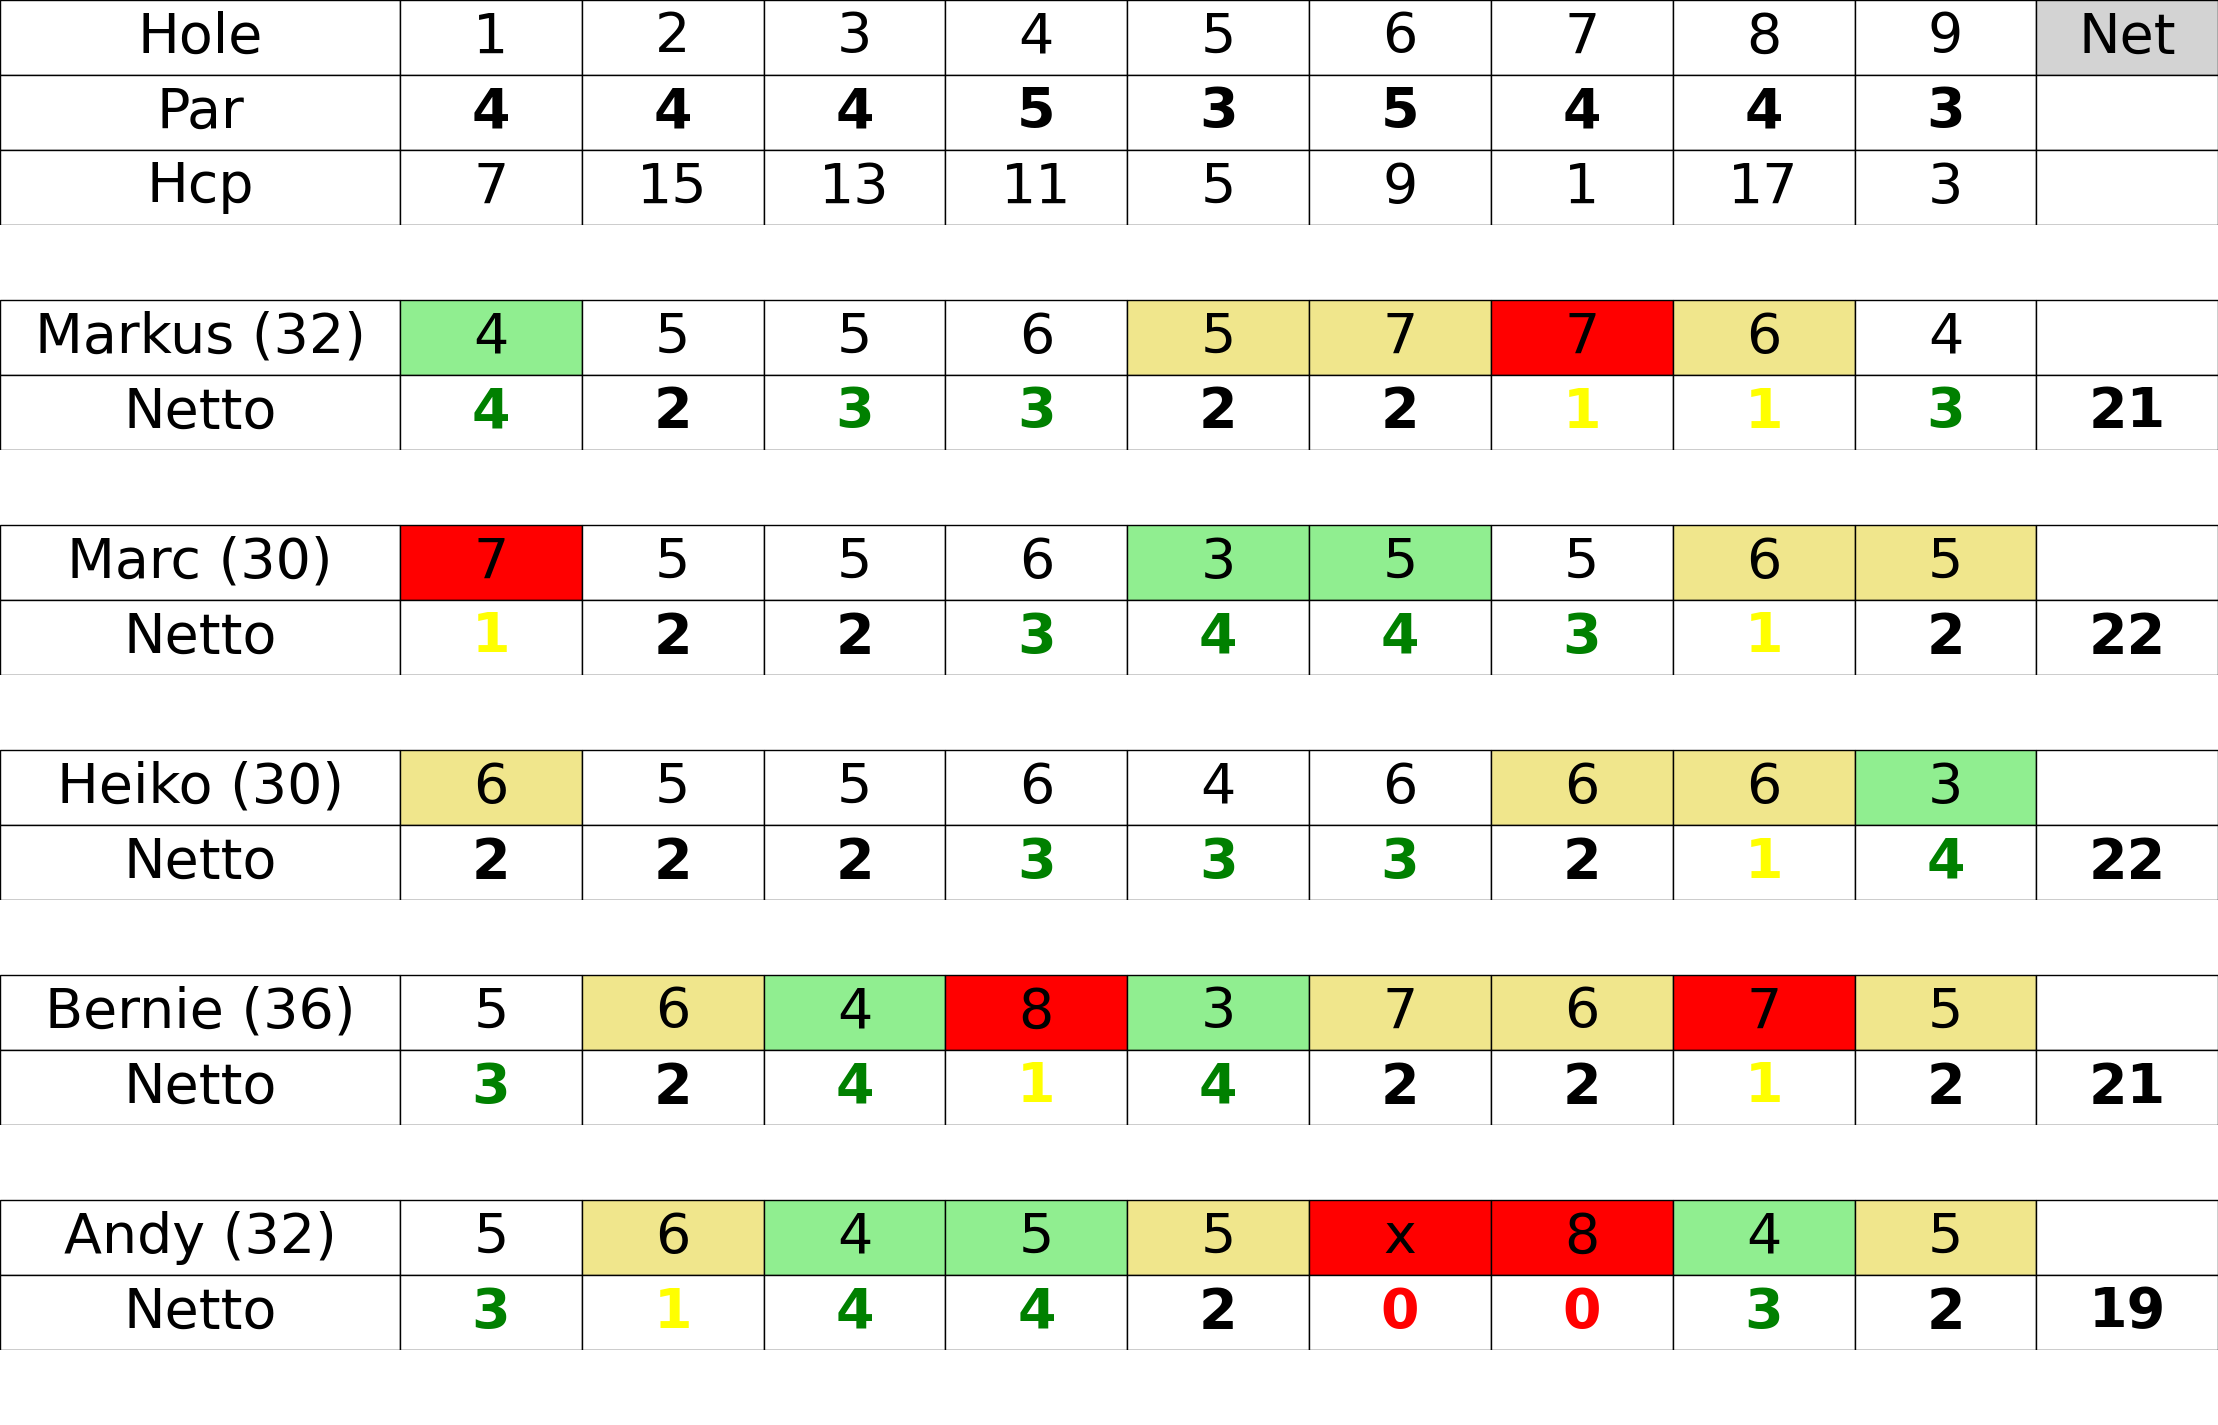 Hole 1 2 3 4 5 6 7 8 9 Net
Par 4 4 4 5 3 5 4 4 3
Hcp 7 15 13 11 5 9 1 17 3
Markus (32) 4 5 5 6 5 7 7 6 4
Netto 4 2 3 3 2 2 1 1 3 21
Marc (30) 7 5 5 6 3 5 5 6 5
Netto 1 2 2 3 4 4 3 1 2 22
Heiko (30) 6 5 5 6 4 6 6 6 3
Netto 2 2 2 3 3 3 2 1 4 22
Bernie (36) 5 6 4 8 3 7 6 7 5
Netto 3 2 4 1 4 2 2 1 2 21
Andy (32) 5 6 4 5 5 x 8 4 5
Netto 3 1 4 4 2 0 0 3 2 19